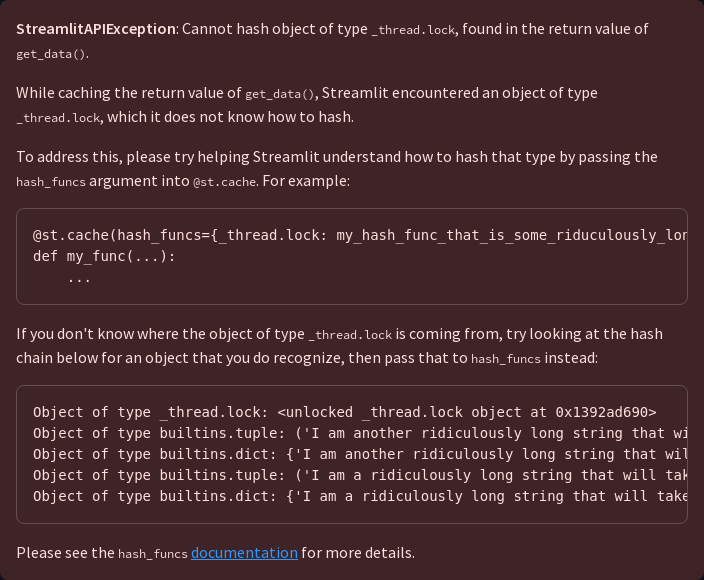 StreamlitAPIException: Cannot hash object of type _thread.lock, found in the return value of
get_data().
While caching the return value of get_data(), Streamlit encountered an object of type
_thread.lock, which it does not know how to hash.
To address this, please try helping Streamlit understand how to hash that type by passing the
hash_funcs argument into @st.cache. For example:
@st.cache(hash_funcs={_thread.lock: my_hash_func_that_is_some_riduculously_lon
def my_func(...):
    ...
If you don't know where the object of type _thread.lock is coming from, try looking at the hash
chain below for an object that you do recognize, then pass that to hash_funcs instead:
Object of type _thread.lock: <unlocked _thread.lock object at 0x1392ad690>
Object of type builtins.tuple: ('I am another ridiculously long string that wi
Object of type builtins.dict: {'I am another ridiculously long string that wil
Object of type builtins.tuple: ('I am a ridiculously long string that will tak
Object of type builtins.dict: {'I am a ridiculously long string that will take
Please see the hash_funcs documentation for more details.